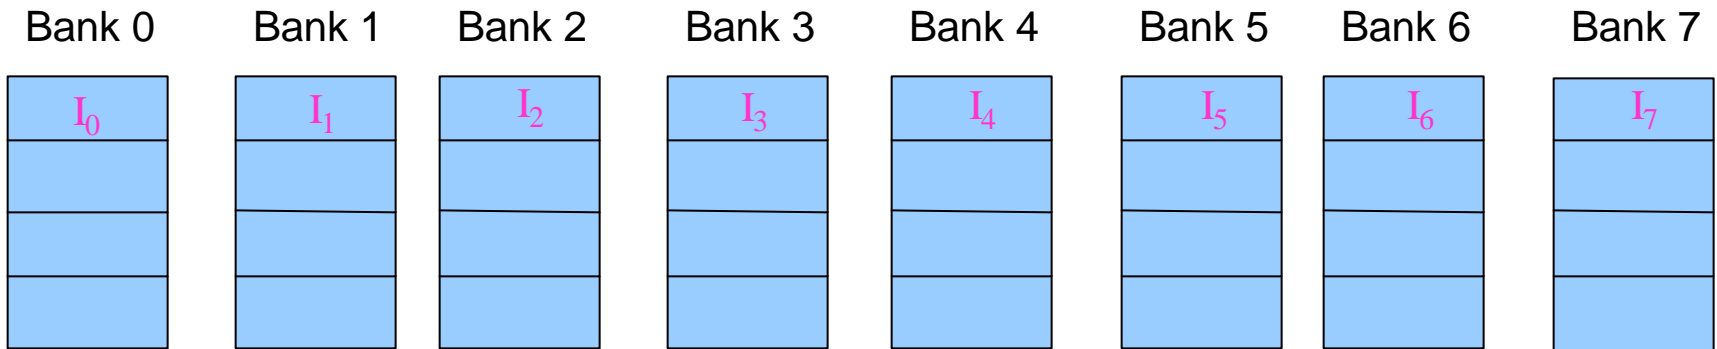 Bank 0 Bank 1 Bank 2 Bank 3 Bank 4 Bank 5 Bank 6 Bank 7
I₀ I₁ I₂ I₃ I₄ I₅ I₆ I₇